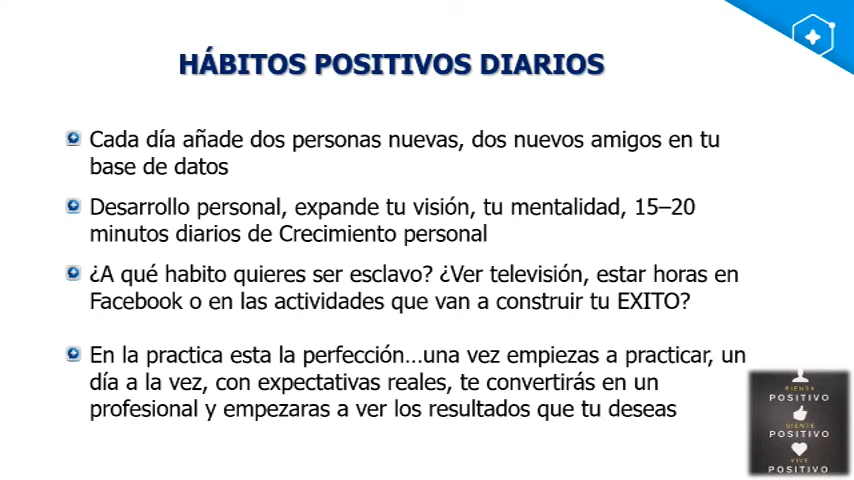 HÁBITOS POSITIVOS DIARIOS
Cada día añade dos personas nuevas, dos nuevos amigos en tu
base de datos
Desarrollo personal, expande tu visión, tu mentalidad, 15–20
minutos diarios de Crecimiento personal
¿A qué habito quieres ser esclavo? ¿Ver televisión, estar horas en
Facebook o en las actividades que van a construir tu EXITO?
En la practica esta la perfección...una vez empiezas a practicar, un
día a la vez, con expectativas reales, te convertirás en un
profesional y empezaras a ver los resultados que tu deseas
PIENSA
POSITIVO
SIENTE
POSITIVO
VIVE
POSITIVO